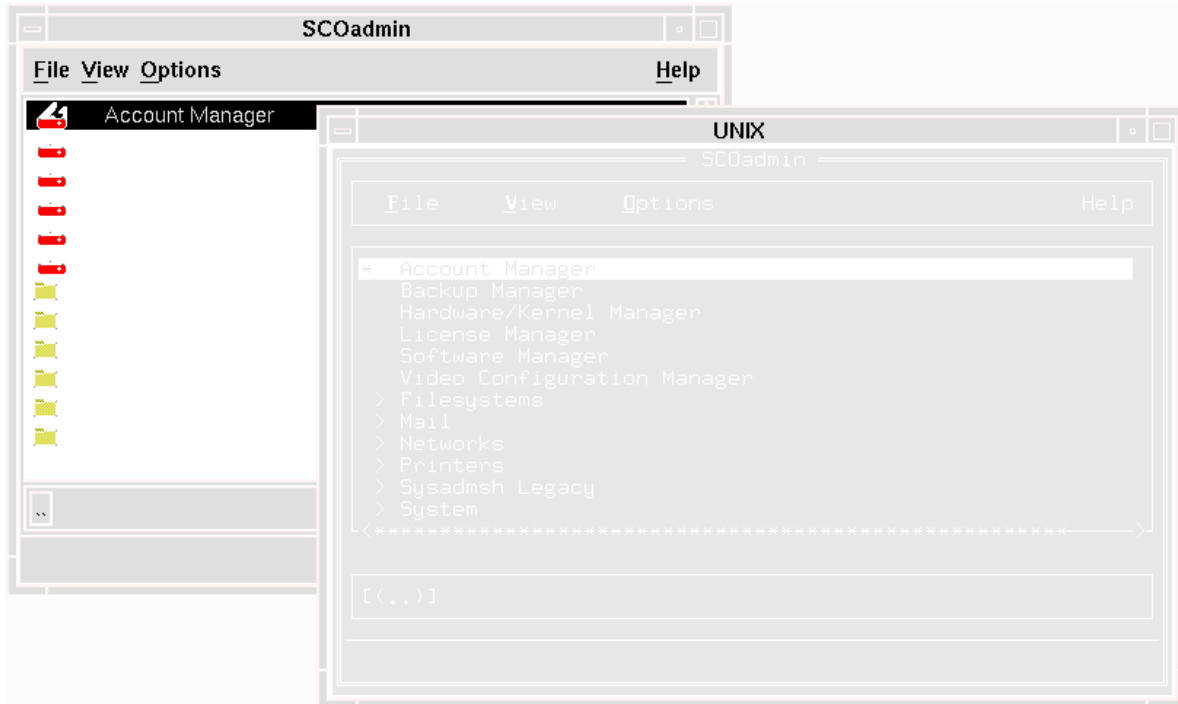 SCOadmin
File View Options Help
Account Manager
..
UNIX
SCOadmin
File View Options Help
* Account Manager
Backup Manager
Hardware/Kernel Manager
License Manager
Software Manager
Video Configuration Manager
> Filesystems
> Mail
> Networks
> Printers
> Sysadmsh Legacy
> System
<*****************************************************>
[(..)]